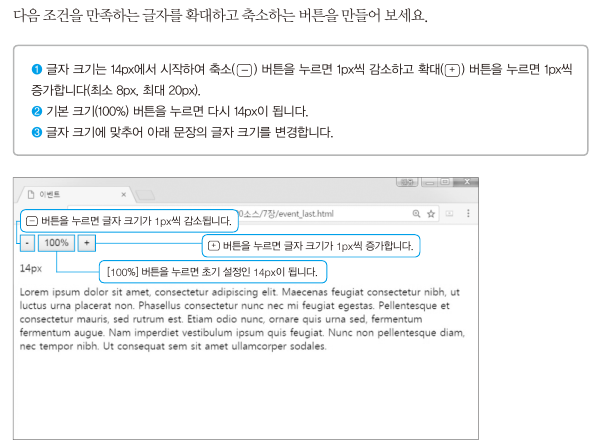 다음 조건을 만족하는 글자를 확대하고 축소하는 버튼을 만들어 보세요.
❶ 글자 크기는 14px에서 시작하여 축소(−) 버튼을 누르면 1px씩 감소하고 확대(+) 버튼을 누르면 1px씩
증가합니다(최소 8px, 최대 20px).
❷ 기본 크기(100%) 버튼을 누르면 다시 14px이 됩니다.
❸ 글자 크기에 맞추어 아래 문장의 글자 크기를 변경합니다.
이벤트
− 버튼을 누르면 글자 크기가 1px씩 감소됩니다.
0소스/7장/event_last.html
- 100% +
+ 버튼을 누르면 글자 크기가 1px씩 증가합니다.
14px
[100%] 버튼을 누르면 초기 설정인 14px이 됩니다.
Lorem ipsum dolor sit amet, consectetur adipiscing elit. Maecenas feugiat consectetur nibh, ut
luctus urna placerat non. Phasellus consectetur nunc nec mi feugiat egestas. Pellentesque et
consectetur mauris, sed rutrum est. Etiam odio nunc, ornare quis urna sed, fermentum
fermentum augue. Nam imperdiet vestibulum ipsum quis feugiat. Nunc non pellentesque diam,
nec tempor nibh. Ut consequat sem sit amet ullamcorper sodales.